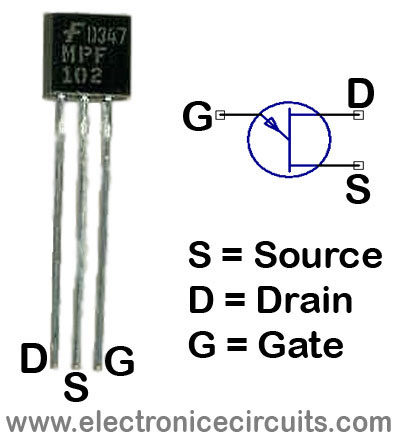 D347
MPF
102
G
D
S
S = Source
D = Drain
G = Gate
D
S
G
www.electronicecircuits.com